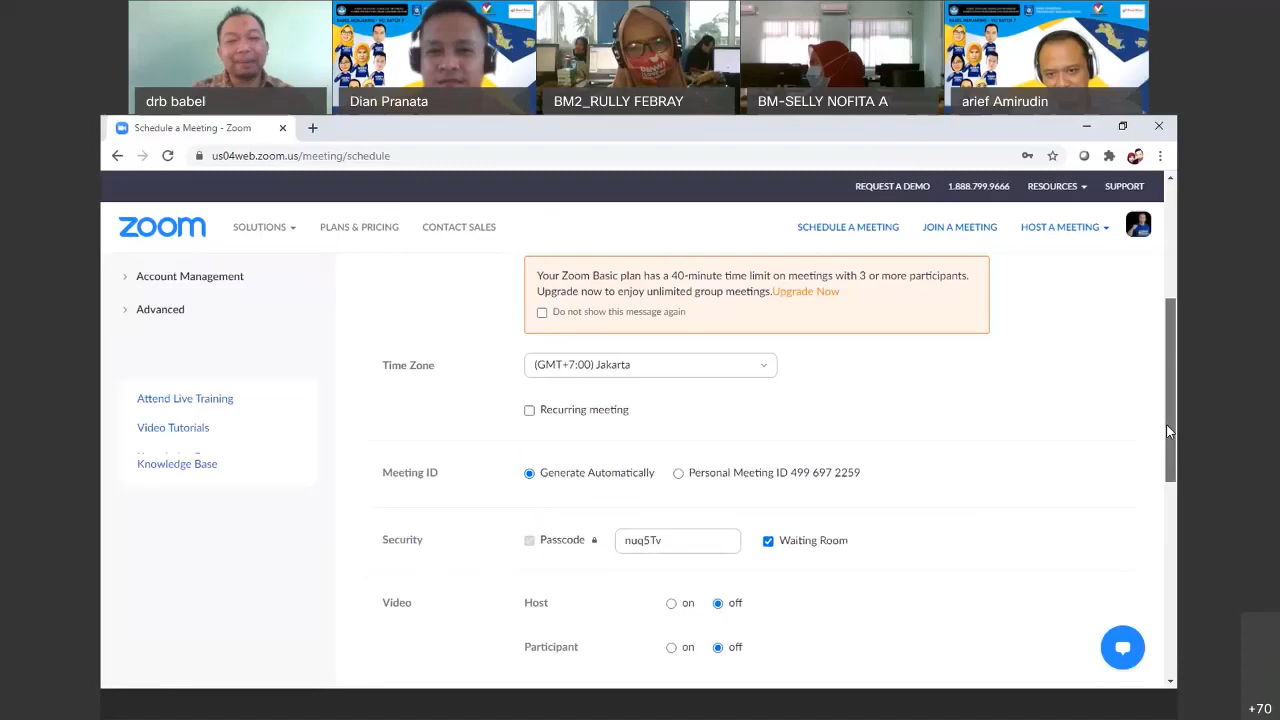 drb babel
Dian Pranata
BM2_RULLY FEBRAY
BM-SELLY NOFITA A
arief Amirudin
Schedule a Meeting - Zoom
us04web.zoom.us/meeting/schedule
REQUEST A DEMO 1.888.799.9666 RESOURCES SUPPORT
zoom SOLUTIONS PLANS & PRICING CONTACT SALES SCHEDULE A MEETING JOIN A MEETING HOST A MEETING
Account Management
Advanced
Attend Live Training
Video Tutorials
Knowledge Base
Your Zoom Basic plan has a 40-minute time limit on meetings with 3 or more participants.
Upgrade now to enjoy unlimited group meetings.Upgrade Now
Do not show this message again
Time Zone (GMT+7:00) Jakarta
Recurring meeting
Meeting ID Generate Automatically Personal Meeting ID 499 697 2259
Security Passcode nuq5Tv Waiting Room
Video Host on off
Participant on off
+70